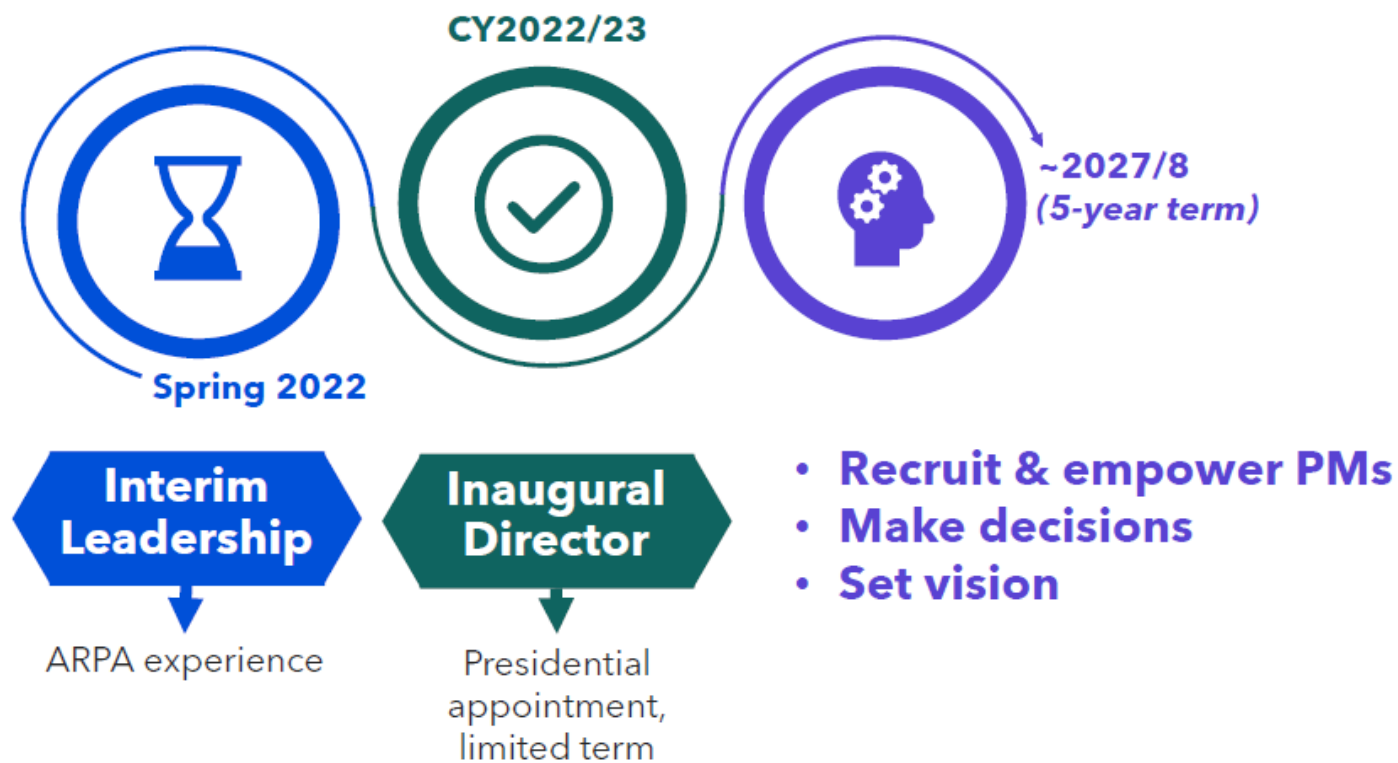 CY2022/23
~2027/8
(5-year term)
Spring 2022
Interim
Leadership
ARPA experience
Inaugural
Director
Presidential
appointment,
limited term
• Recruit & empower PMs
• Make decisions
• Set vision